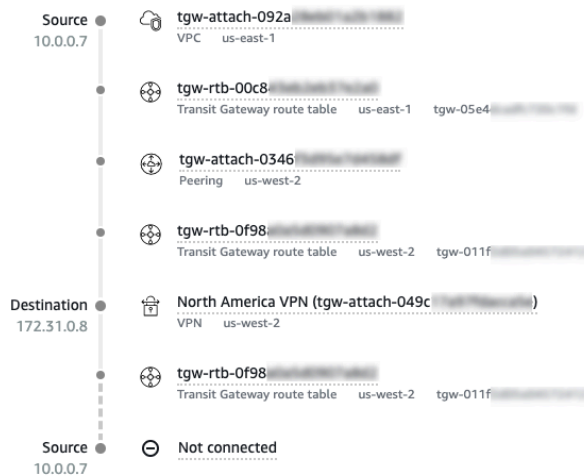 Source
10.0.0.7
tgw-attach-092a
VPC us-east-1
tgw-rtb-00c8
Transit Gateway route table us-east-1 tgw-05e4
tgw-attach-0346
Peering us-west-2
tgw-rtb-0f98
Transit Gateway route table us-west-2 tgw-011f
Destination
172.31.0.8
North America VPN (tgw-attach-049c )
VPN us-west-2
tgw-rtb-0f98
Transit Gateway route table us-west-2 tgw-011f
Source
10.0.0.7
Not connected